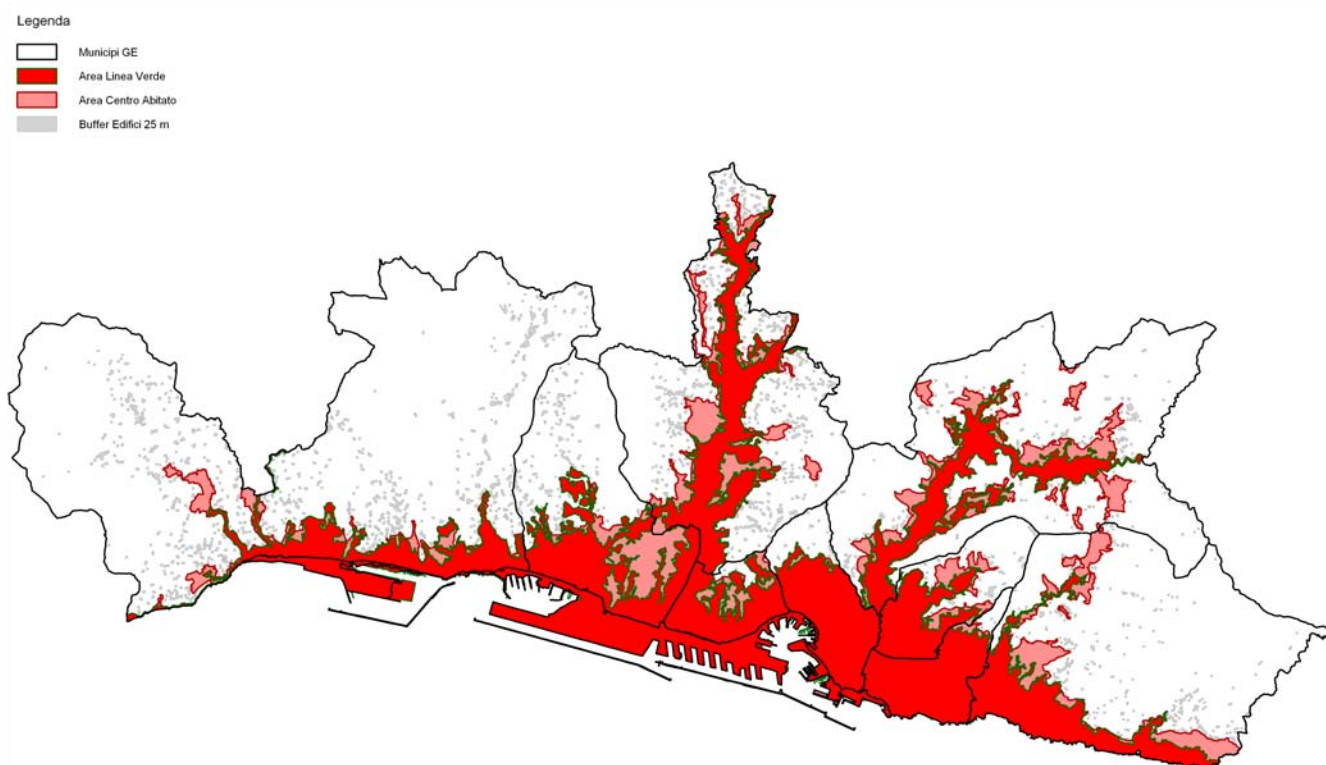 Legenda
Municipi GE
Area Linea Verde
Area Centro Abitato
Buffer Edifici 25 m